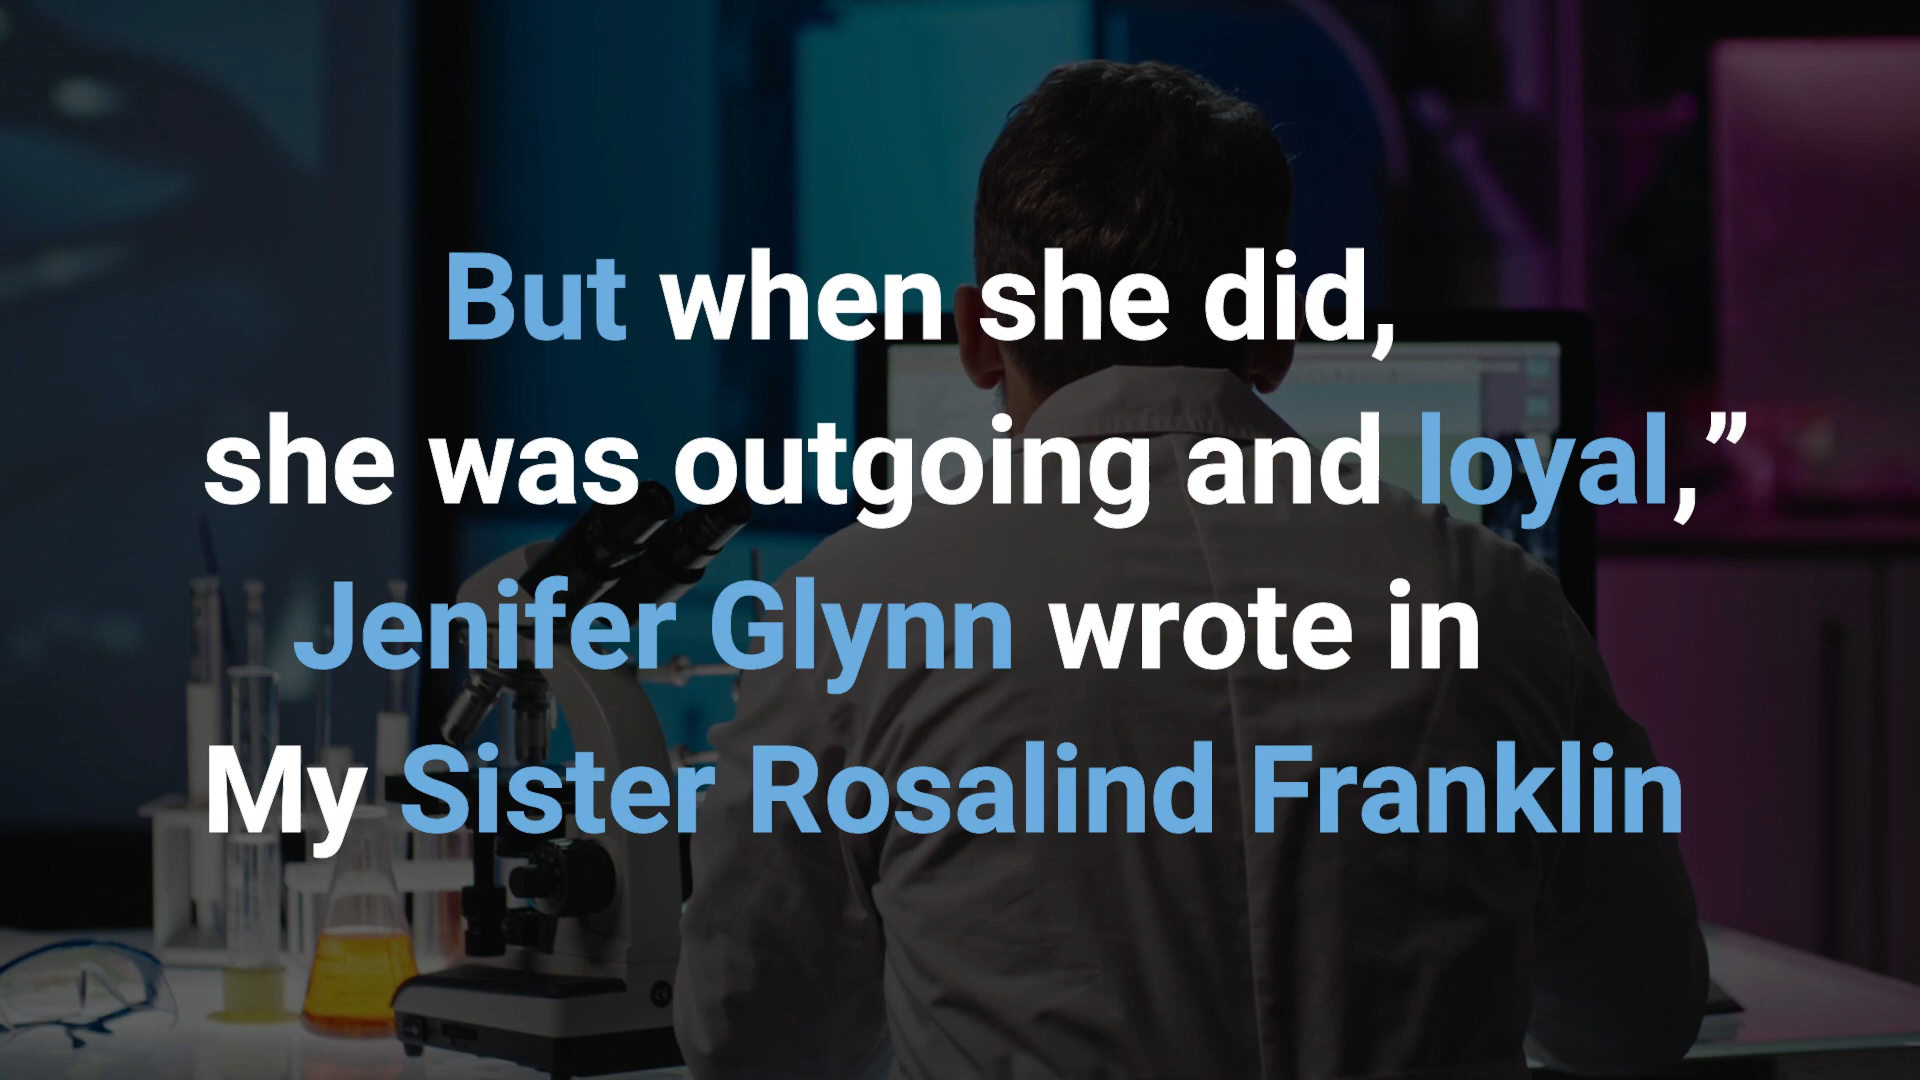 But when she did,
she was outgoing and loyal,”
Jenifer Glynn wrote in
My Sister Rosalind Franklin